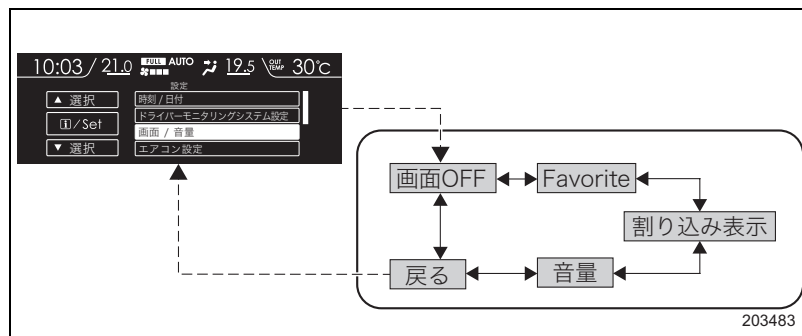 10:03 / 21.0 FULL AUTO 19.5 OUT TEMP 30℃
設定
▲ 選択
i/Set
▼ 選択
時刻 / 日付
ドライバーモニタリングシステム設定
画面 / 音量
エアコン設定
画面OFF
Favorite
割り込み表示
戻る
音量
203483